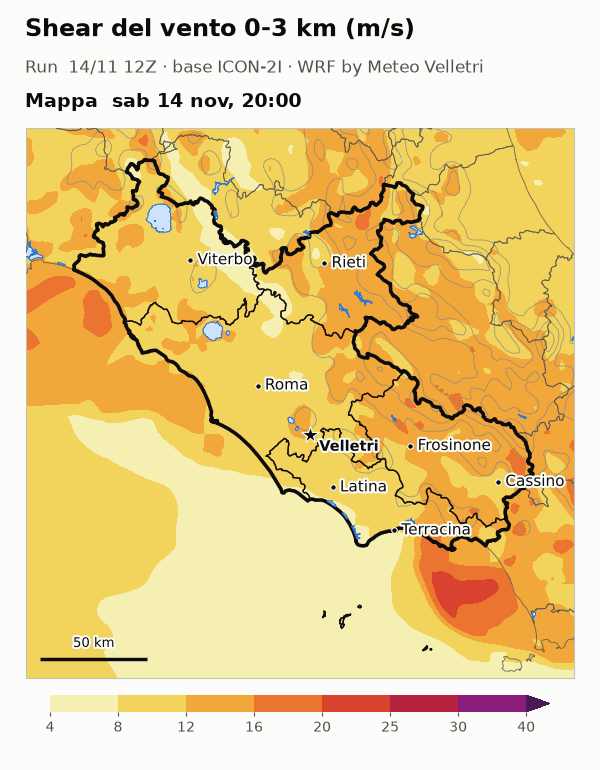 Shear del vento 0-3 km (m/s)
Run  14/11 12Z · base ICON-2I · WRF by Meteo Velletri
Mappa  sab 14 nov, 20:00
Viterbo
Rieti
Roma
Velletri
Frosinone
Cassino
Latina
Terracina
50 km
4 8 12 16 20 25 30 40